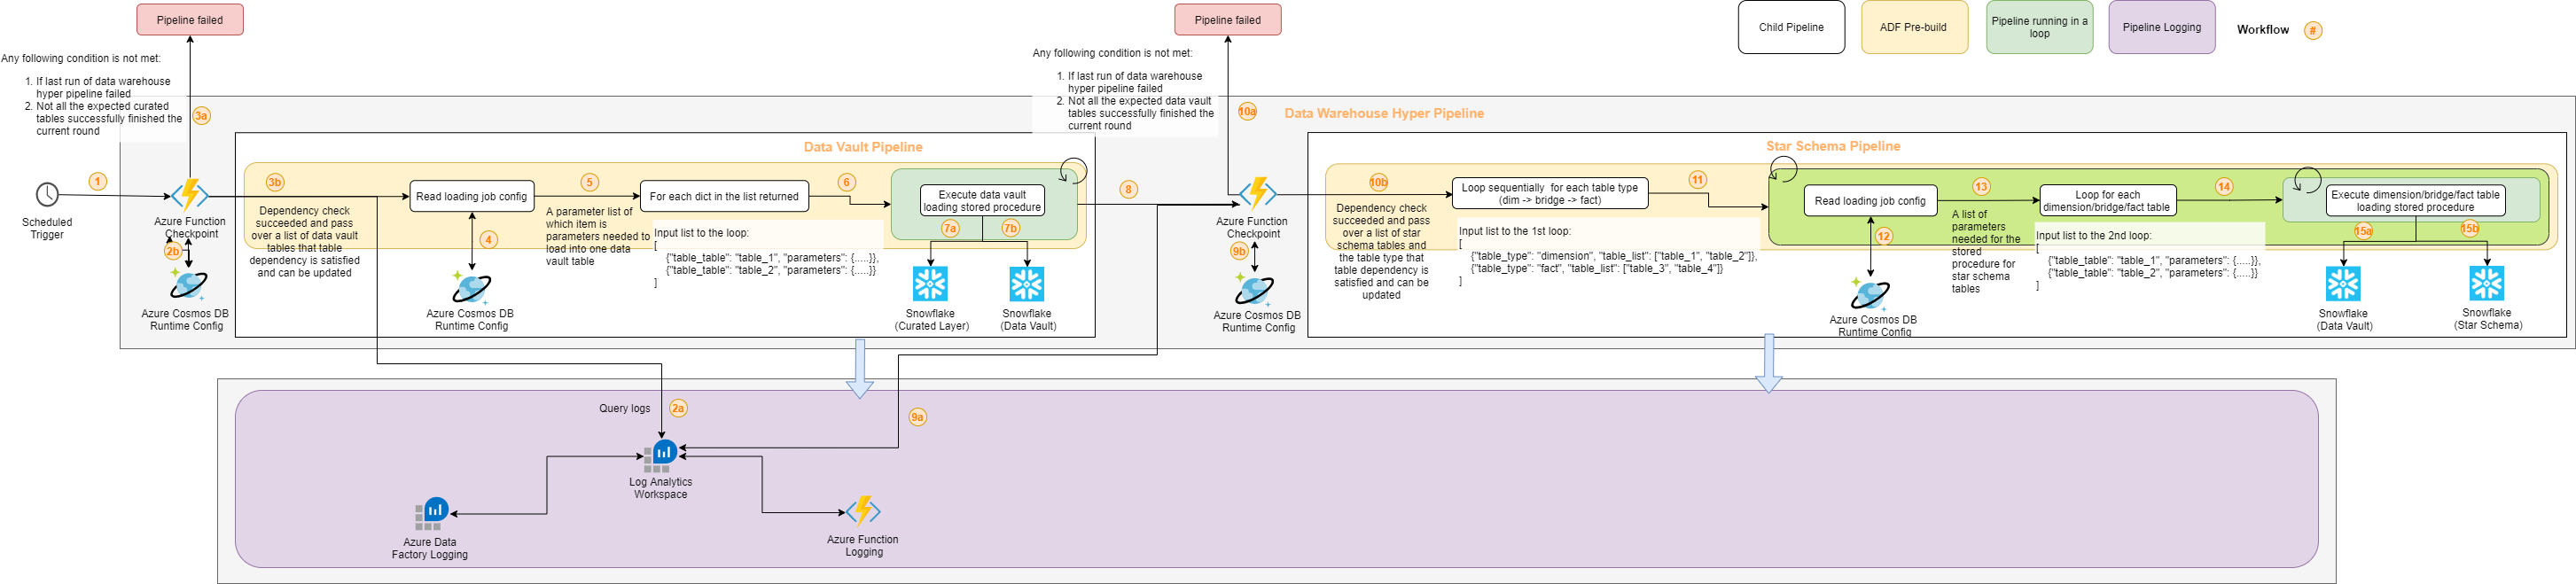 Pipeline failed
Any following condition is not met:
1. If last run of data warehouse
hyper pipeline failed
2. Not all the expected curated
tables successfully finished the
current round
3a
1
Scheduled
Trigger
Azure Function
Checkpoint
2b
Azure Cosmos DB
Runtime Config
Data Vault Pipeline
3b
Dependency check
succeeded and pass
over a list of data vault
tables that table
dependency is satisfied
and can be updated
Read loading job config
4
Azure Cosmos DB
Runtime Config
5
A parameter list of
which item is
parameters needed to
load into one data
vault table
For each dict in the list returned
6
Input list to the loop:
[
{"table_table": "table_1", "parameters": {.....}},
{"table_table": "table_2", "parameters": {.....}}
]
Execute data vault
loading stored procedure
7a
7b
Snowflake
(Curated Layer)
Snowflake
(Data Vault)
8
Pipeline failed
Any following condition is not met:
1. If last run of data warehouse
hyper pipeline failed
2. Not all the expected data vault
tables successfully finished the
current round
10a
Data Warehouse Hyper Pipeline
Azure Function
Checkpoint
9b
Azure Cosmos DB
Runtime Config
Star Schema Pipeline
10b
Dependency check
succeeded and pass
over a list of star
schema tables and
the table type that
table dependency is
satisfied and can be
updated
Loop sequentially for each table type
(dim -> bridge -> fact)
11
Input list to the 1st loop:
[
{"table_type": "dimension", "table_list": ["table_1", "table_2"]},
{"table_type": "fact", "table_list": ["table_3", "table_4"]}
]
Read loading job config
12
Azure Cosmos DB
Runtime Config
13
A list of
parameters
needed for the
stored
procedure for
star schema
tables
Loop for each
dimension/bridge/fact table
14
Input list to the 2nd loop:
[
{"table_table": "table_1", "parameters": {.....}},
{"table_table": "table_2", "parameters": {.....}}
]
Execute dimension/bridge/fact table
loading stored procedure
15a
15b
Snowflake
(Data Vault)
Snowflake
(Star Schema)
Child Pipeline
ADF Pre-build
Pipeline running in a
loop
Pipeline Logging
Workflow
#
Query logs
2a
9a
Log Analytics
Workspace
Azure Data
Factory Logging
Azure Function
Logging